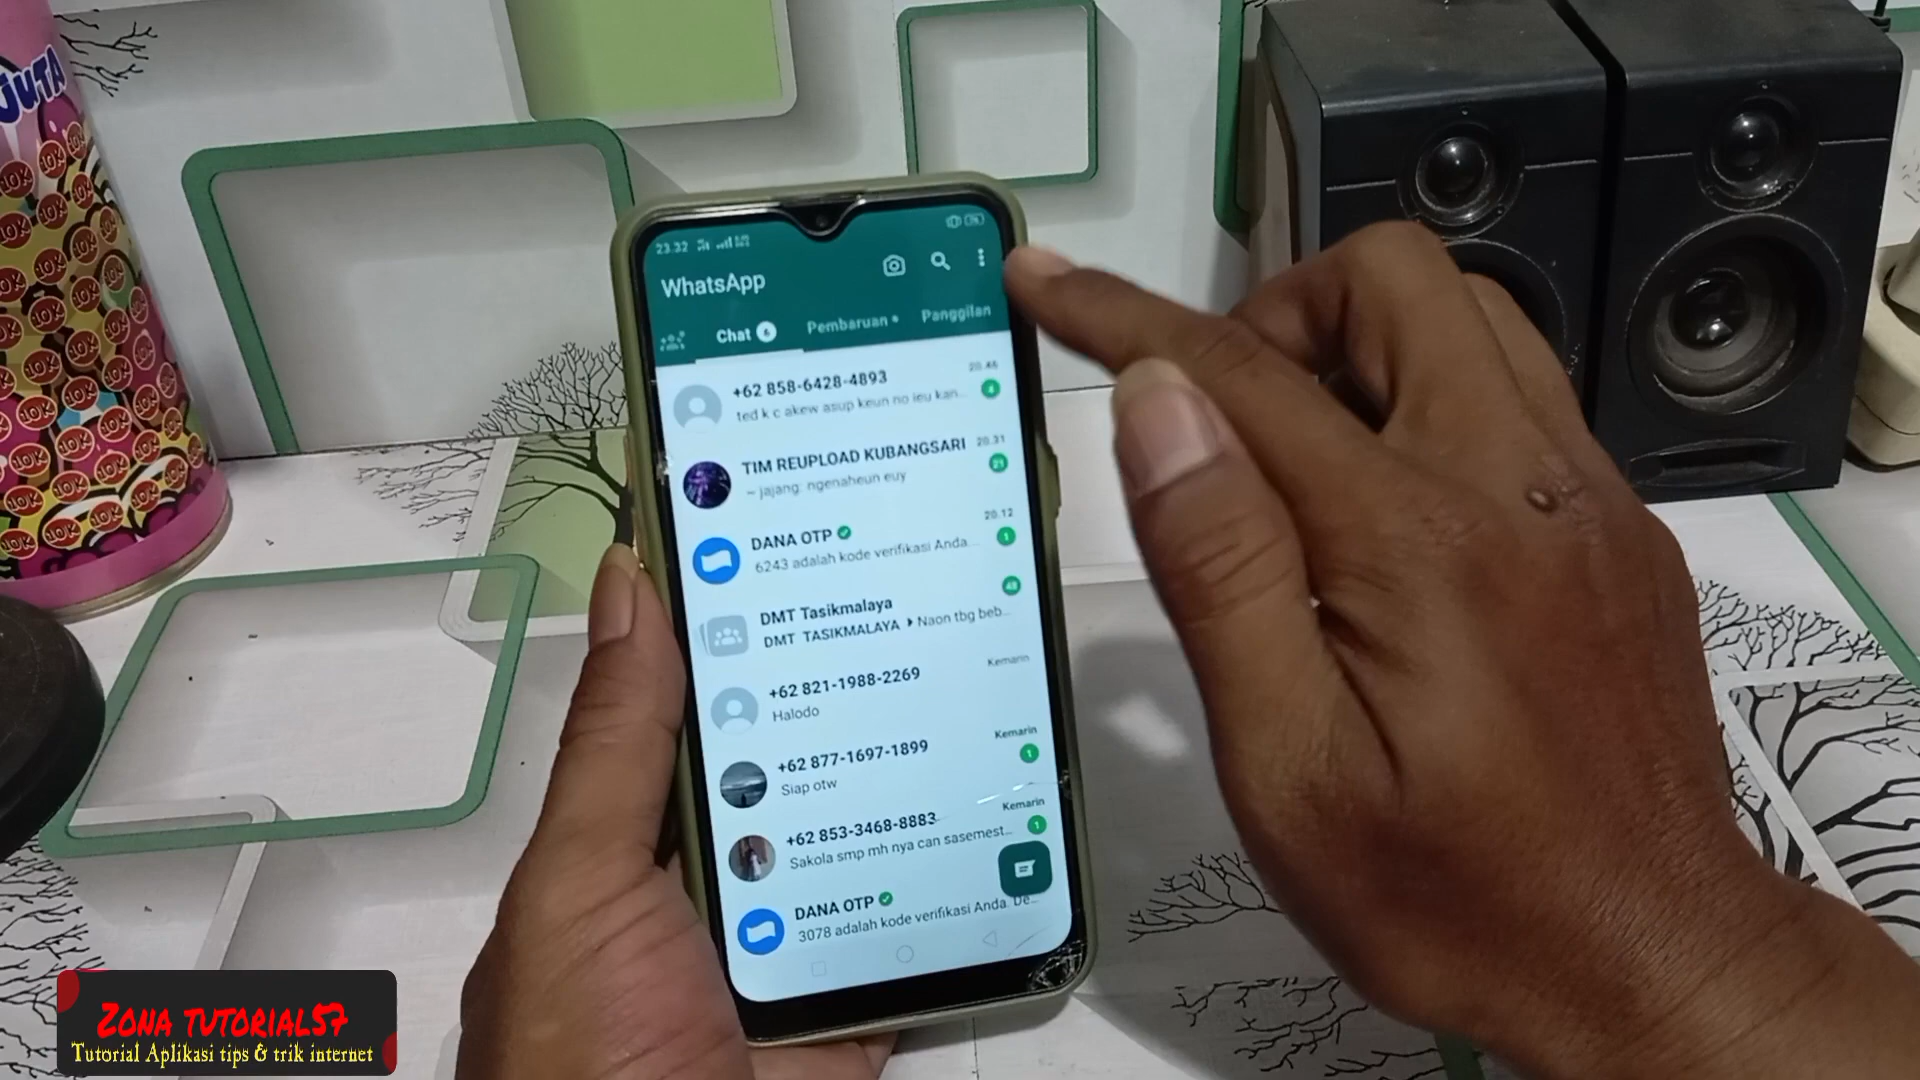 JUTA
10K
23.32
WhatsApp
Chat 6
Pembaruan
Panggilan
+62 858-6428-4893
20.46
ted k c akew asup keun no ieu kan...
4
TIM REUPLOAD KUBANGSARI
20.31
~ jajang: ngenaheun euy
21
DANA OTP
20.12
6243 adalah kode verifikasi Anda...
1
DMT Tasikmalaya
48
DMT TASIKMALAYA ▸ Naon tbg beb...
+62 821-1988-2269
Kemarin
Halodo
+62 877-1697-1899
Kemarin
Siap otw
1
+62 853-3468-8883
Kemarin
Sakola smp mh nya can sasemest...
1
DANA OTP
3078 adalah kode verifikasi Anda. De...
Zona tutorial57
Tutorial Aplikasi tips & trik internet